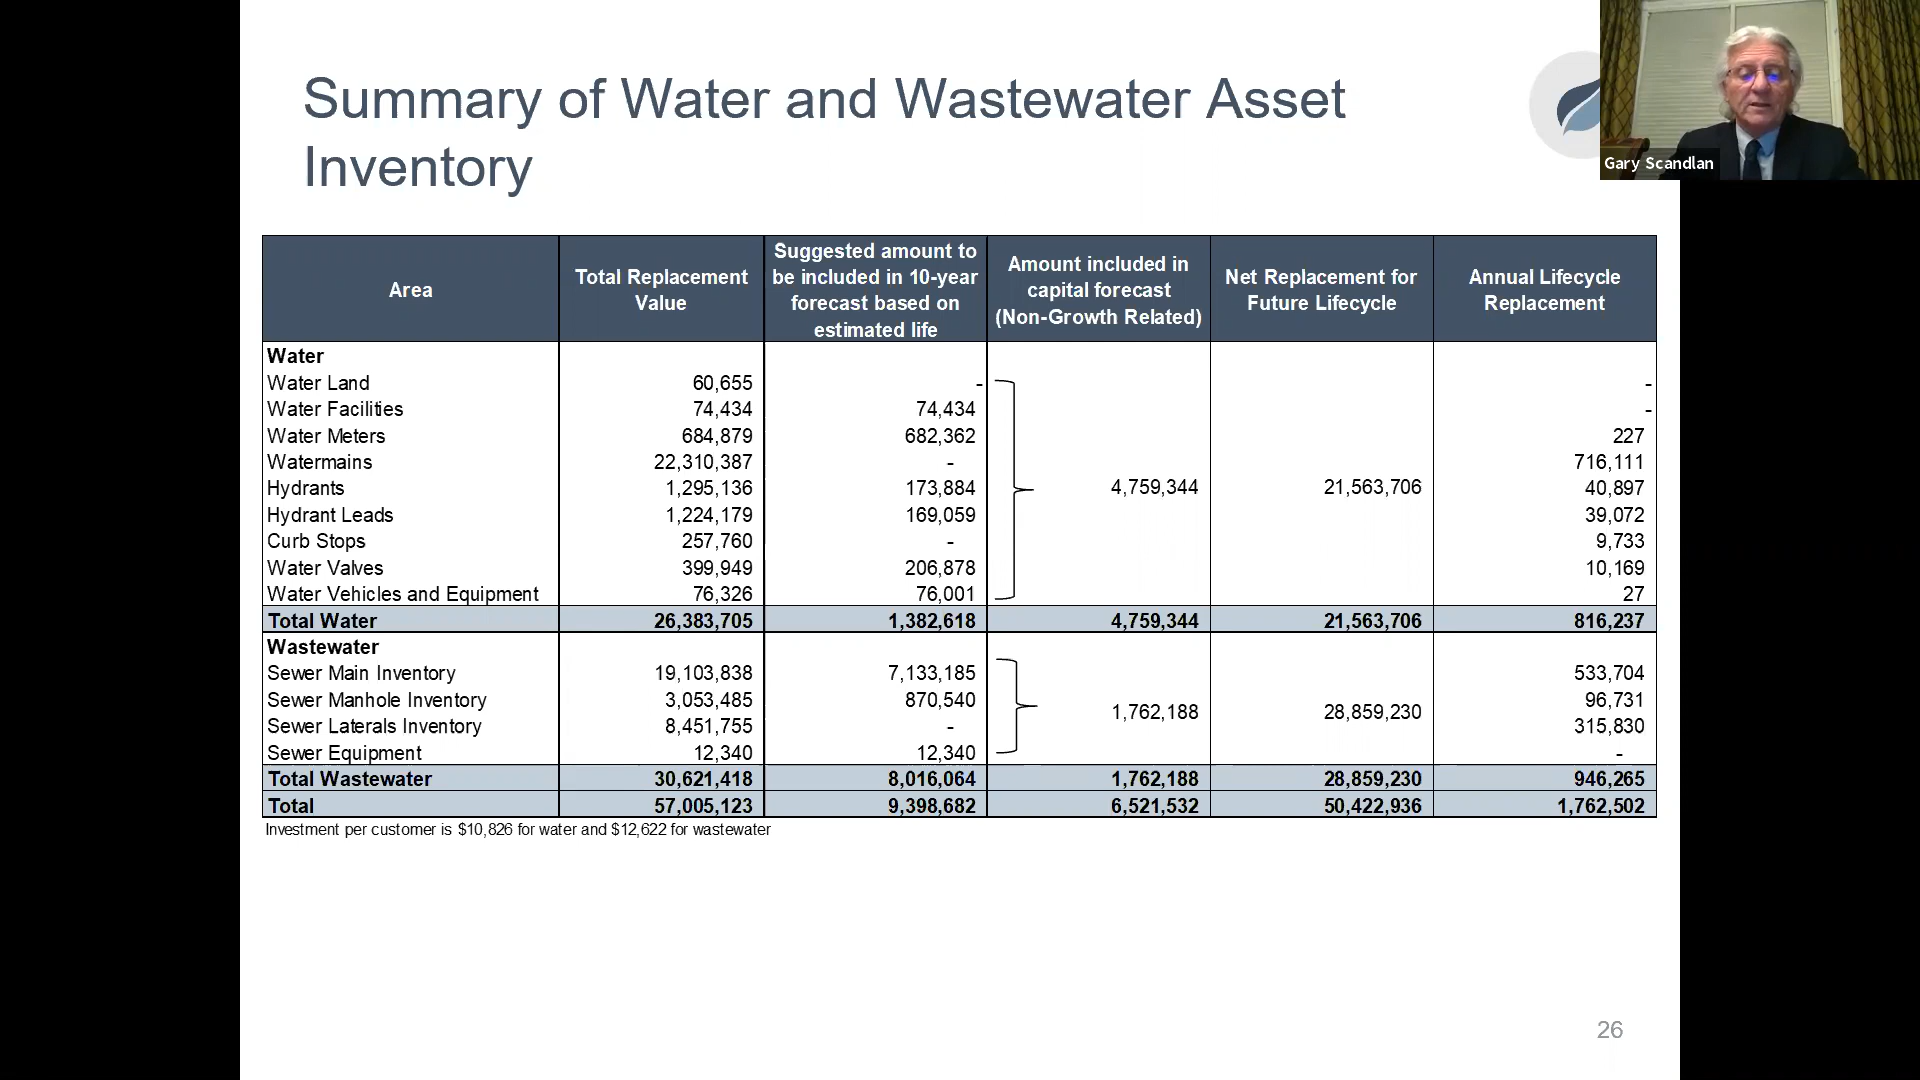 Summary of Water and Wastewater Asset
Inventory
Gary Scandlan
Area
Total Replacement
Value
Suggested amount to
be included in 10-year
forecast based on
estimated life
Amount included in
capital forecast
(Non-Growth Related)
Net Replacement for
Future Lifecycle
Annual Lifecycle
Replacement
Water
Water Land 60,655 - -
Water Facilities 74,434 74,434 -
Water Meters 684,879 682,362 227
Watermains 22,310,387 - 716,111
Hydrants 1,295,136 173,884 4,759,344 21,563,706 40,897
Hydrant Leads 1,224,179 169,059 39,072
Curb Stops 257,760 - 9,733
Water Valves 399,949 206,878 10,169
Water Vehicles and Equipment 76,326 76,001 27
Total Water 26,383,705 1,382,618 4,759,344 21,563,706 816,237
Wastewater
Sewer Main Inventory 19,103,838 7,133,185 533,704
Sewer Manhole Inventory 3,053,485 870,540 1,762,188 28,859,230 96,731
Sewer Laterals Inventory 8,451,755 - 315,830
Sewer Equipment 12,340 12,340 -
Total Wastewater 30,621,418 8,016,064 1,762,188 28,859,230 946,265
Total 57,005,123 9,398,682 6,521,532 50,422,936 1,762,502
Investment per customer is $10,826 for water and $12,622 for wastewater
26